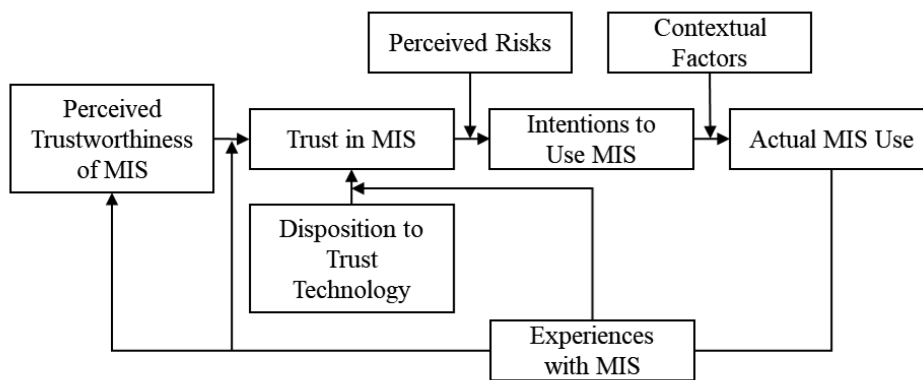 Perceived Risks
Contextual
Factors
Perceived
Trustworthiness
of MIS
Trust in MIS
Intentions to
Use MIS
Actual MIS Use
Disposition to
Trust
Technology
Experiences
with MIS